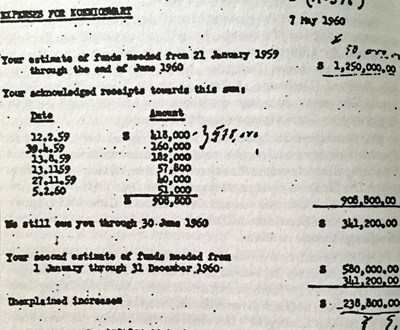 EXPENSES FOR KOENIGSWART
7 May 1960
Your estimate of funds needed from 21 January 1959
through the end of June 1960 $ 1,250,000.00
Your acknowledged receipts towards this sum:
Date Amount
12.2.59 $ 418,000
30.4.59 160,000
13.8.59 182,000
13.1159 57,800
27.11.59 40,000
5.2.60 51,000
$ 908,800 908,800.00
We still owe you through 30 June 1960 $ 341,200.00
Your second estimate of funds needed from
1 January through 31 December 1960 $ 580,000.00
341,200.00
Unexplained increase $ 238,800.00